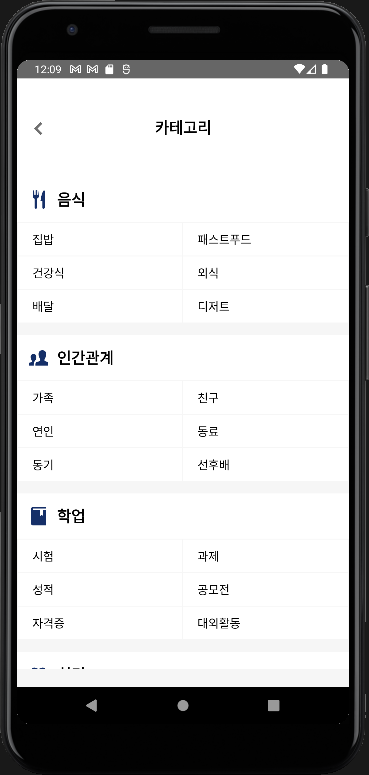 12:09
카테고리
음식
집밥 패스트푸드
건강식 외식
배달 디저트
인간관계
가족 친구
연인 동료
동기 선후배
학업
시험 과제
성적 공모전
자격증 대외활동